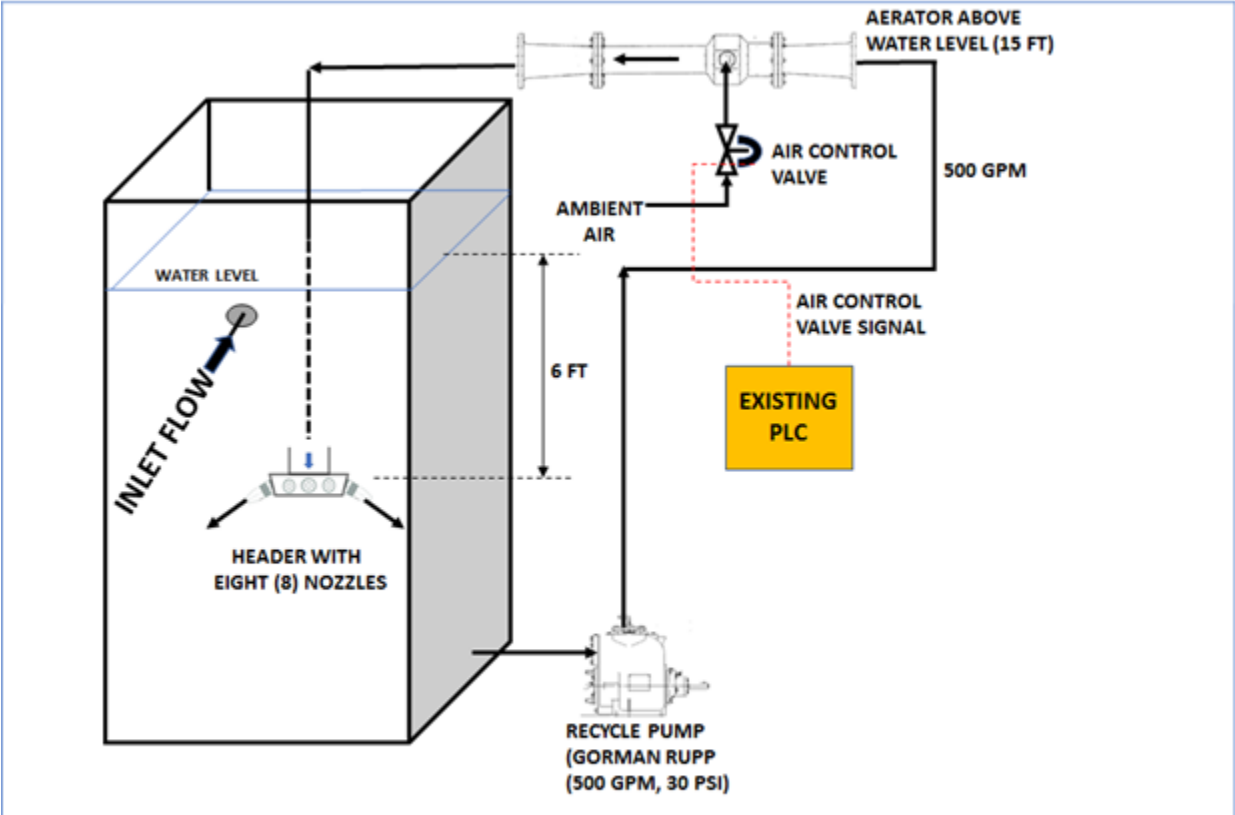 AERATOR ABOVE
WATER LEVEL (15 FT)
AIR CONTROL
VALVE
500 GPM
AMBIENT
AIR
WATER LEVEL
AIR CONTROL
VALVE SIGNAL
6 FT
INLET FLOW
EXISTING
PLC
HEADER WITH
EIGHT (8) NOZZLES
RECYCLE PUMP
(GORMAN RUPP
(500 GPM, 30 PSI)